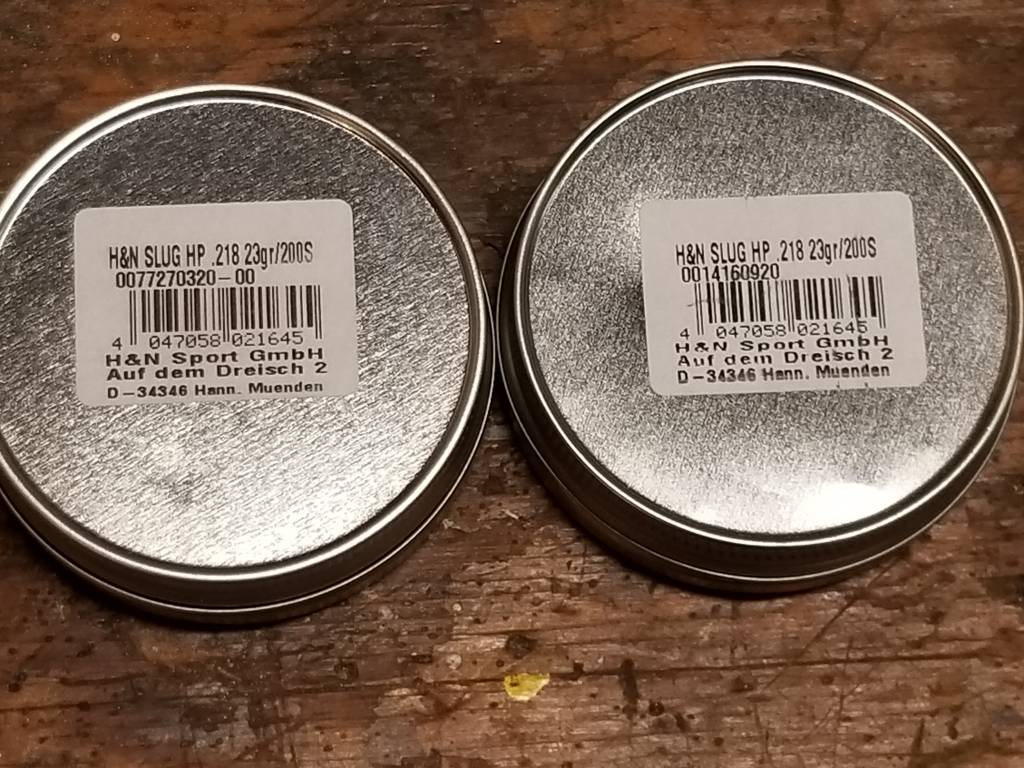 H&N SLUG HP .218 23gr/200S
0077270320-00
4 047058 021645
H&N Sport GmbH
Auf dem Dreisch 2
D-34346 Hann. Muenden
H&N SLUG HP .218 23gr/200S
0014160920
4 047058 021645
H&N Sport GmbH
Auf dem Dreisch 2
D-34346 Hann. Muenden